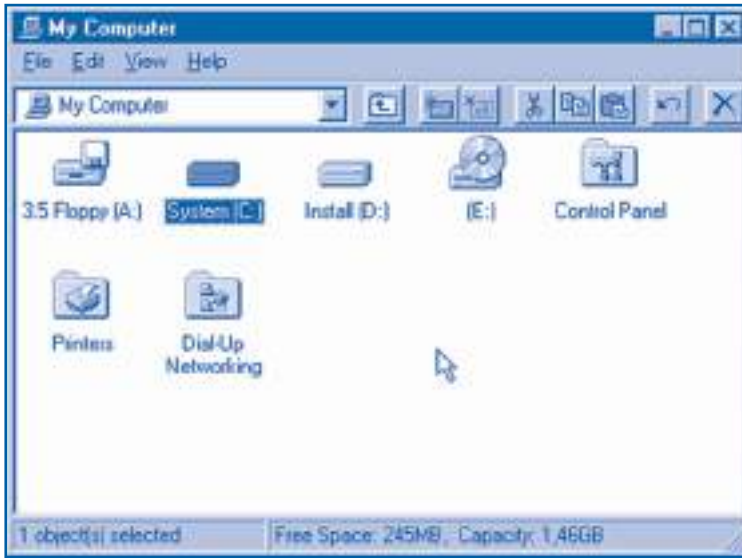 My Computer
File Edit View Help
My Computer
3.5 Floppy (A:) System (C:) Install (D:) (E:) Control Panel
Printers Dial-Up
Networking
1 object(s) selected Free Space: 245MB, Capacity: 1,46GB